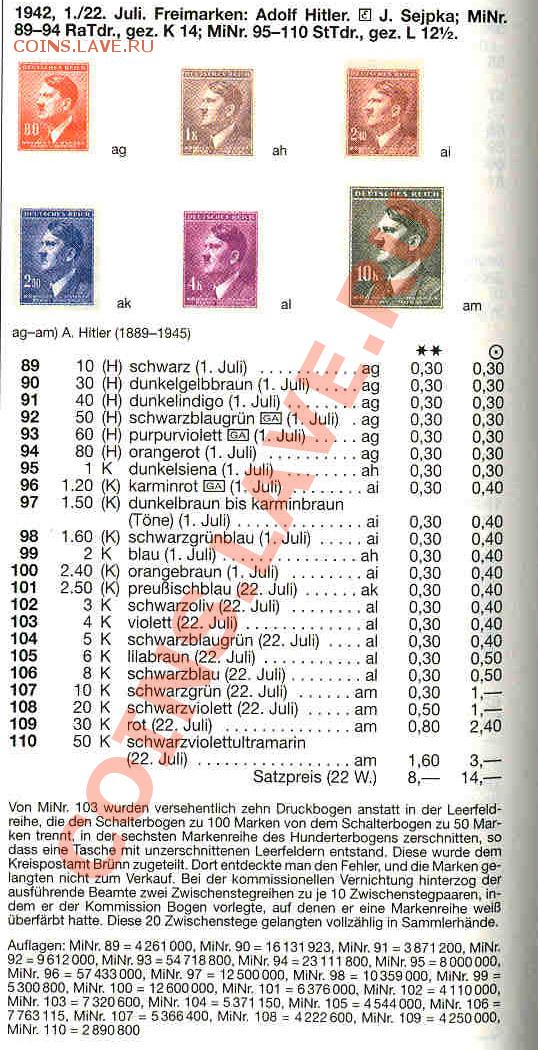 1942, 1./22. Juli. Freimarken: Adolf Hitler. J. Sejpka; MiNr.
89–94 RaTdr., gez. K 14; MiNr. 95–110 StTdr., gez. L 12½.
COINS.LAVE.RU
DEUTSCHES REICH
80
ag
DEUTSCHES REICH
1K
ah
DEUTSCHES REICH
2.40
ai
DEUTSCHES REICH
2.50
ak
DEUTSCHES REICH
4K
al
DEUTSCHES REICH
10K
am
ag–am) A. Hitler (1889–1945)
✶✶ ⊙
89 10 (H) schwarz (1. Juli) . . . . . . . . . . . ag 0,30 0,30
90 30 (H) dunkelgelbbraun (1. Juli) . . . . ag 0,30 0,30
91 40 (H) dunkelindigo (1. Juli) . . . . . . . ag 0,30 0,30
92 50 (H) schwarzblaugrün GA (1. Juli) . ag 0,30 0,30
93 60 (H) purpurviolett GA (1. Juli) . . . . ag 0,30 0,30
94 80 (H) orangerot (1. Juli) . . . . . . . . . ag 0,30 0,30
95 1 K dunkelsiena (1. Juli) . . . . . . . . ah 0,30 0,30
96 1.20 (K) karminrot GA (1. Juli) . . . . . . . ai 0,30 0,40
97 1.50 (K) dunkelbraun bis karminbraun
(Töne) (1. Juli) . . . . . . . . . . . . ai 0,30 0,40
98 1.60 (K) schwarzgrünblau (1. Juli) . . . . . ai 0,30 0,40
99 2 K blau (1. Juli) . . . . . . . . . . . . . ah 0,30 0,40
100 2.40 (K) orangebraun (1. Juli) . . . . . . . ai 0,30 0,40
101 2.50 (K) preußischblau (22. Juli) . . . . . ak 0,30 0,40
102 3 K schwarzoliv (22. Juli) . . . . . . . . al 0,30 0,40
103 4 K violett (22. Juli) . . . . . . . . . . . al 0,30 0,40
104 5 K schwarzblaugrün (22. Juli) . . . . al 0,30 0,40
105 6 K lilabraun (22. Juli) . . . . . . . . . . al 0,30 0,50
106 8 K schwarzblau (22. Juli) . . . . . . . al 0,30 0,50
107 10 K schwarzgrün (22. Juli) . . . . . . am 0,30 1,—
108 20 K schwarzviolett (22. Juli) . . . . . am 0,50 1,—
109 30 K rot (22. Juli) . . . . . . . . . . . . am 0,80 2,40
110 50 K schwarzviolettultramarin
(22. Juli) . . . . . . . . . . . . . . . . am 1,60 3,—
Satzpreis (22 W.) 8,— 14,—
Von MiNr. 103 wurden versehentlich zehn Druckbogen anstatt in der Leerfeld-
reihe, die den Schalterbogen zu 100 Marken von dem Schalterbogen zu 50 Mar-
ken trennt, in der sechsten Markenreihe des Hunderterbogens zerschnitten, so
dass eine Tasche mit unzerschnittenen Leerfeldern entstand. Diese wurde dem
Kreispostamt Brünn zugeteilt. Dort entdeckte man den Fehler, und die Marken ge-
langten nicht zum Verkauf. Bei der kommissionellen Vernichtung hinterzog der
ausführende Beamte zwei Zwischenstegreihen zu je 10 Zwischenstegpaaren, in-
dem er der Kommission Bogen vorlegte, auf denen er eine Markenreihe weiß
überfärbt hatte. Diese 20 Zwischenstege gelangten vollzählig in Sammlerhände.
Auflagen: MiNr. 89 = 4 261 000, MiNr. 90 = 16 131 923, MiNr. 91 = 3 871 200, MiNr.
92 = 9 612 000, MiNr. 93 = 54 718 800, MiNr. 94 = 23 111 800, MiNr. 95 = 8 000 000,
MiNr. 96 = 57 433 000, MiNr. 97 = 12 500 000, MiNr. 98 = 10 359 000, MiNr. 99 =
5 300 800, MiNr. 100 = 12 600 000, MiNr. 101 = 6 376 000, MiNr. 102 = 4 110 000,
MiNr. 103 = 7 320 600, MiNr. 104 = 5 371 150, MiNr. 105 = 4 544 000, MiNr. 106 =
7 763 115, MiNr. 107 = 5 366 400, MiNr. 108 = 4 222 600, MiNr. 109 = 4 250 000,
MiNr. 110 = 2 890 800